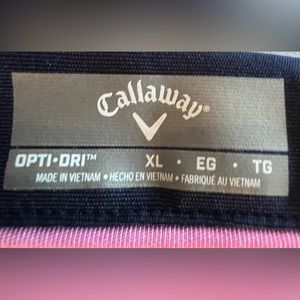 Callaway®
OPTI•DRI™ XL • EG • TG
MADE IN VIETNAM • HECHO EN VIETNAM • FABRIQUÉ AU VIETNAM